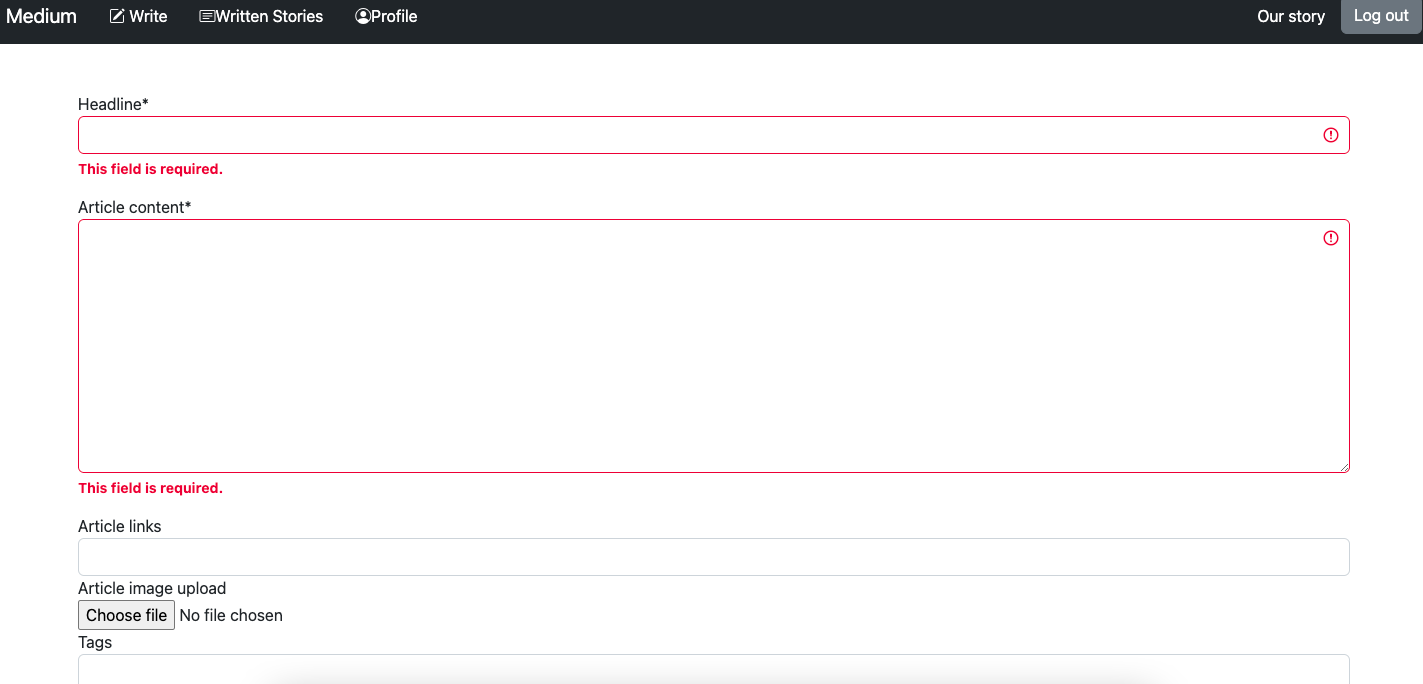 Medium Write Written Stories Profile Our story Log out
Headline*
This field is required.
Article content*
This field is required.
Article links
Article image upload
Choose file No file chosen
Tags